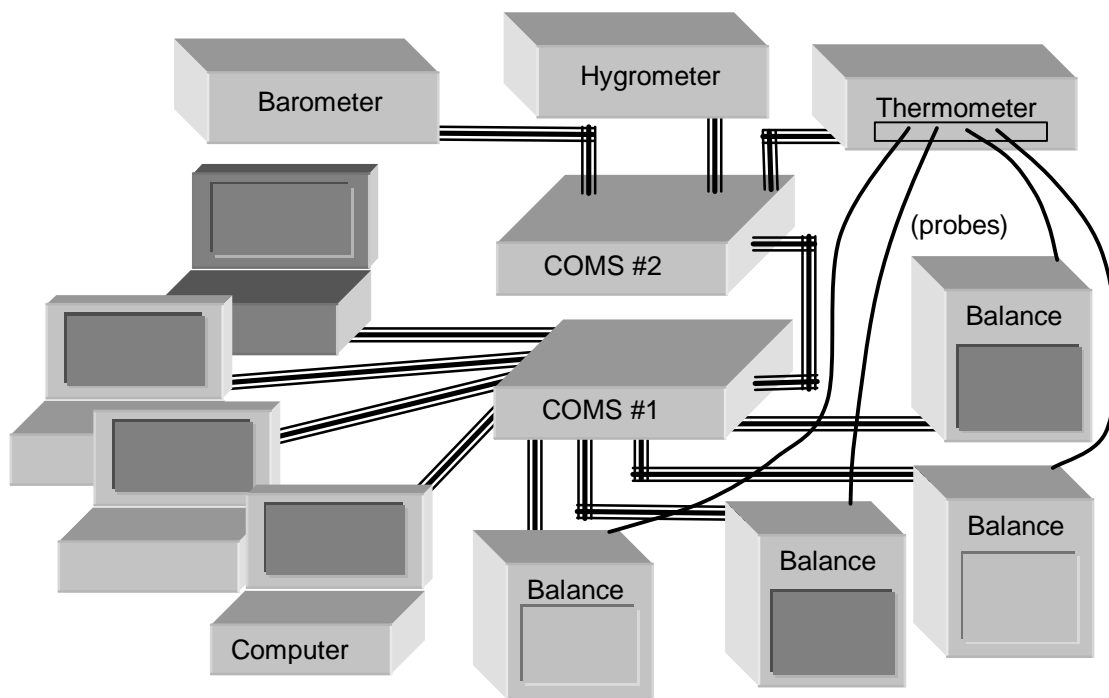 Barometer
Hygrometer
Thermometer
(probes)
COMS #2
Balance
COMS #1
Balance
Balance
Balance
Computer